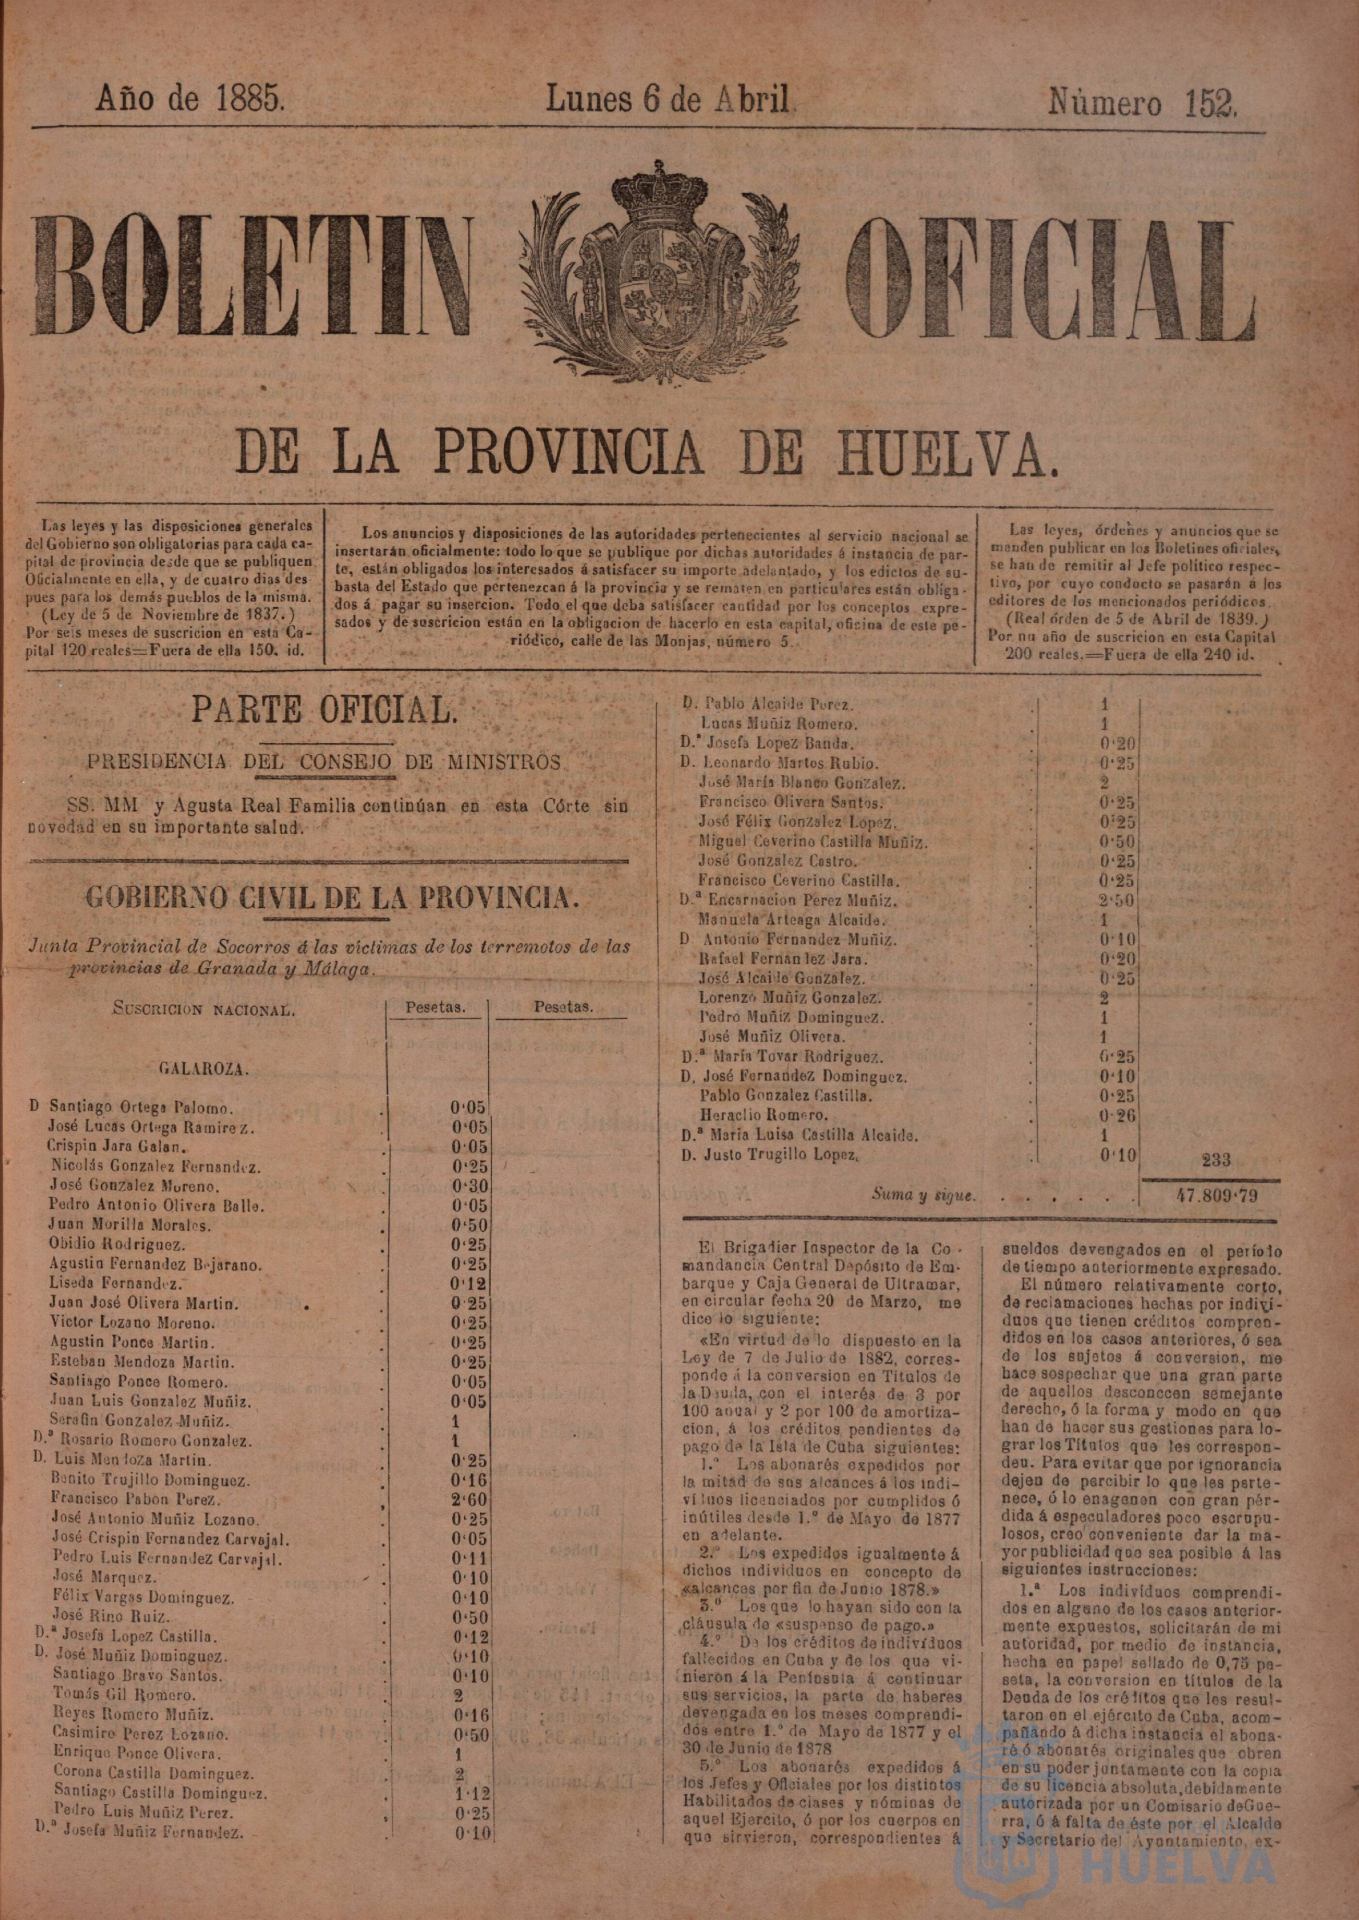 Año de 1885.
Lunes 6 de Abril.
Número 152.
BOLETIN OFICIAL
DE LA PROVINCIA DE HUELVA.
Las leyes y las disposiciones generales
del Gobierno son obligatorias para cada ca-
pital de provincia desde que se publiquen
Oficialmente en ella, y de cuatro dias des
pues para los demás pueblos de la misma.
(Ley de 5 de Noviembre de 1837.)
Por seis meses de suscricion en esta Ca-
pital 120 reales=Fuera de ella 150. id.
Los anuncios y disposiciones de las autoridades pertenecientes al servicio nacional se
insertarán oficialmente: todo lo que se publique por dichas autoridades á instancia de par-
te, están obligados los interesados á satisfacer su importe adelantado, y los edictos de su-
basta del Estado que pertenezcan á la provincia y se rematen en particulares están obliga-
dos á pagar su insercion. Todo el que deba satisfacer cantidad por los conceptos expre-
sados y de suscricion están en la obligacion de hacerlo en esta capital, oficina de este pe-
riódico, calle de las Monjas, número 5.
Las leyes, órdenes y anuncios que se
manden publicar en los Boletines oficiales,
se han de remitir al Jefe político respec-
tivo, por cuyo conducto se pasarán á los
editores de los mencionados periódicos.
(Real órden de 5 de Abril de 1839.)
Por nu año de suscricion en esta Capital
200 reales.=Fuera de ella 240 id.
PARTE OFICIAL.
PRESIDENCIA DEL CONSEJO DE MINISTROS.
SS. MM y Agusta Real Familia continúan en esta Córte sin
novedad en su importante salud.
GOBIERNO CIVIL DE LA PROVINCIA.
Junta Provincial de Socorros á las víctimas de los terremotos de las
provincias de Granada y Málaga.
SUSCRICION NACIONAL. Pesetas. Pesetas.
GALAROZA.
D Santiago Ortega Palomo. 0·05
José Lucas Ortega Ramirez. 0·05
Crispin Jara Galan. 0·05
Nicolás Gonzalez Fernandez. 0·25
José Gonzalez Moreno. 0·30
Pedro Antonio Olivera Balle. 0·05
Juan Morilla Morales. 0·50
Obidio Rodriguez. 0·25
Agustin Fernandez Bejarano. 0·25
Liseda Fernandez. 0·12
Juan José Olivera Martin. 0·25
Victor Lozano Moreno. 0·25
Agustin Ponce Martin. 0·25
Esteban Mendoza Martin. 0·25
Santiago Ponce Romero. 0·05
Juan Luis Gonzalez Muñiz. 0·05
Serafin Gonzalez Muñiz. 1
D.ª Rosario Romero Gonzalez. 1
D. Luis Mendoza Martin. 0·25
Benito Trujillo Dominguez. 0·16
Francisco Pabon Perez. 2·60
José Antonio Muñiz Lozano. 0·25
José Crispin Fernandez Carvajal. 0·05
Pedro Luis Fernandez Carvajal. 0·11
José Marquez. 0·10
Félix Vargas Domínguez. 0·10
José Rino Ruiz. 0·50
D.ª Josefa Lopez Castilla. 0·12
D. José Muñiz Dominguez. 0·10
Santiago Bravo Santos. 0·10
Tomás Gil Romero. 2
Reyes Romero Muñiz. 0·16
Casimiro Perez Lozano. 0·50
Enrique Ponce Olivera. 1
Corona Castilla Dominguez. 2
Santiago Castilla Dominguez. 1·12
Pedro Luis Muñiz Perez. 0·25
D.ª Josefa Muñiz Fernandez. 0·10
D. Pablo Alcaide Perez. 1
Lucas Muñiz Romero. 1
D.ª Josefa Lopez Banda. 0·20
D. Leonardo Martos Rubio. 0·25
José María Blanco Gonzalez. 2
Francisco Olivera Santos. 0·25
José Félix Gonzalez Lopez. 0·25
Miguel Ceverino Castilla Muñiz. 0·50
José Gonzalez Castro. 0·25
Francisco Ceverino Castilla. 0·25
D.ª Encarnacion Perez Muñiz. 2·50
Manuela Arteaga Alcaide. 1
D. Antonio Fernandez Muñiz. 0·10
Rafael Fernandez Jara. 0·20
José Alcaide Gonzalez. 0·25
Lorenzo Muñiz Gonzalez. 2
Pedro Muñiz Dominguez. 1
José Muñiz Olivera. 1
D.ª María Tovar Rodriguez. 0·25
D. José Fernandez Dominguez. 0·10
Pablo Gonzalez Castilla. 0·25
Heraclio Romero. 0·26
D.ª Maria Luisa Castilla Alcaide. 1
D. Justo Trugillo Lopez. 0·10 233
Suma y sigue. . . . . . . 47.809·79
El Brigadier Inspector de la Co-
mandancia Central Depósito de Em-
barque y Caja General de Ultramar,
en circular fecha 20 de Marzo, me
dice lo siguiente:
«En virtud de lo dispuesto en la
Ley de 7 de Julio de 1882, corres-
ponde á la conversion en Titulos de
la Deuda, con el interés de 3 por
100 anual y 2 por 100 de amortiza-
cion, á los créditos pendientes de
pago de la Isla de Cuba siguientes:
1.º Los abonarés expedidos por
la mitad de sus alcances á los indi-
víduos licenciados por cumplidos ó
inútiles desde 1.º de Mayo de 1877
en adelante.
2.º Los expedidos igualmente á
dichos individuos en concepto de
«alcances por fin de Junio 1878.»
3.º Los que lo hayan sido con la
cláusula de «suspenso de pago.»
4.º De los créditos de indivíduos
fallecidos en Cuba y de los que vi-
nieron á la Península á continuar
sus servicios, la parte de haberes
devengada en los meses comprendi-
dos entre 1.º de Mayo de 1877 y el
30 de Junio de 1878
5.º Los abonarés expedidos á
los Jefes y Oficiales por los distintos
Habilitados de clases y nóminas de
aquel Ejercito, ó por los cuerpos en
que sirvieron, correspondientes á
sueldos devengados en el período
de tiempo anteriormente expresado.
El número relativamente corto,
de reclamaciones hechas por indiví-
duos que tienen créditos compren-
didos en los casos anteriores, ó sea
de los sujetos á conversion, me
hace sospechar que una gran parte
de aquellos desconocen semejante
derecho, ó la forma y modo en que
han de hacer sus gestiones para lo-
grar los Títulos que les correspon-
den. Para evitar que por ignorancia
dejen de percibir lo que les perte-
nece, ó lo enagenen con gran pér-
dida á especuladores poco escrupu-
losos, creo conveniente dar la ma-
yor publicidad que sea posible á las
siguientes instrucciones:
1.ª Los indivíduos comprendi-
dos en alguno de los casos anterior-
mente expuestos, solicitarán de mi
autoridad, por medio de instancia,
hecha en papel sellado de 0,75 pe-
seta, la conversion en títulos de la
Deuda de los créditos que les resul-
taron en el ejército de Cuba, acom-
pañando á dicha instancia el abona-
ré ó abonarés originales que obren
en su poder juntamente con la copia
de su licencia absoluta, debidamente
autorizada por un Comisario de Gue-
rra, ó á falta de éste por el Alcalde
y Secretario del Ayuntamiento, ex-
HUELVA